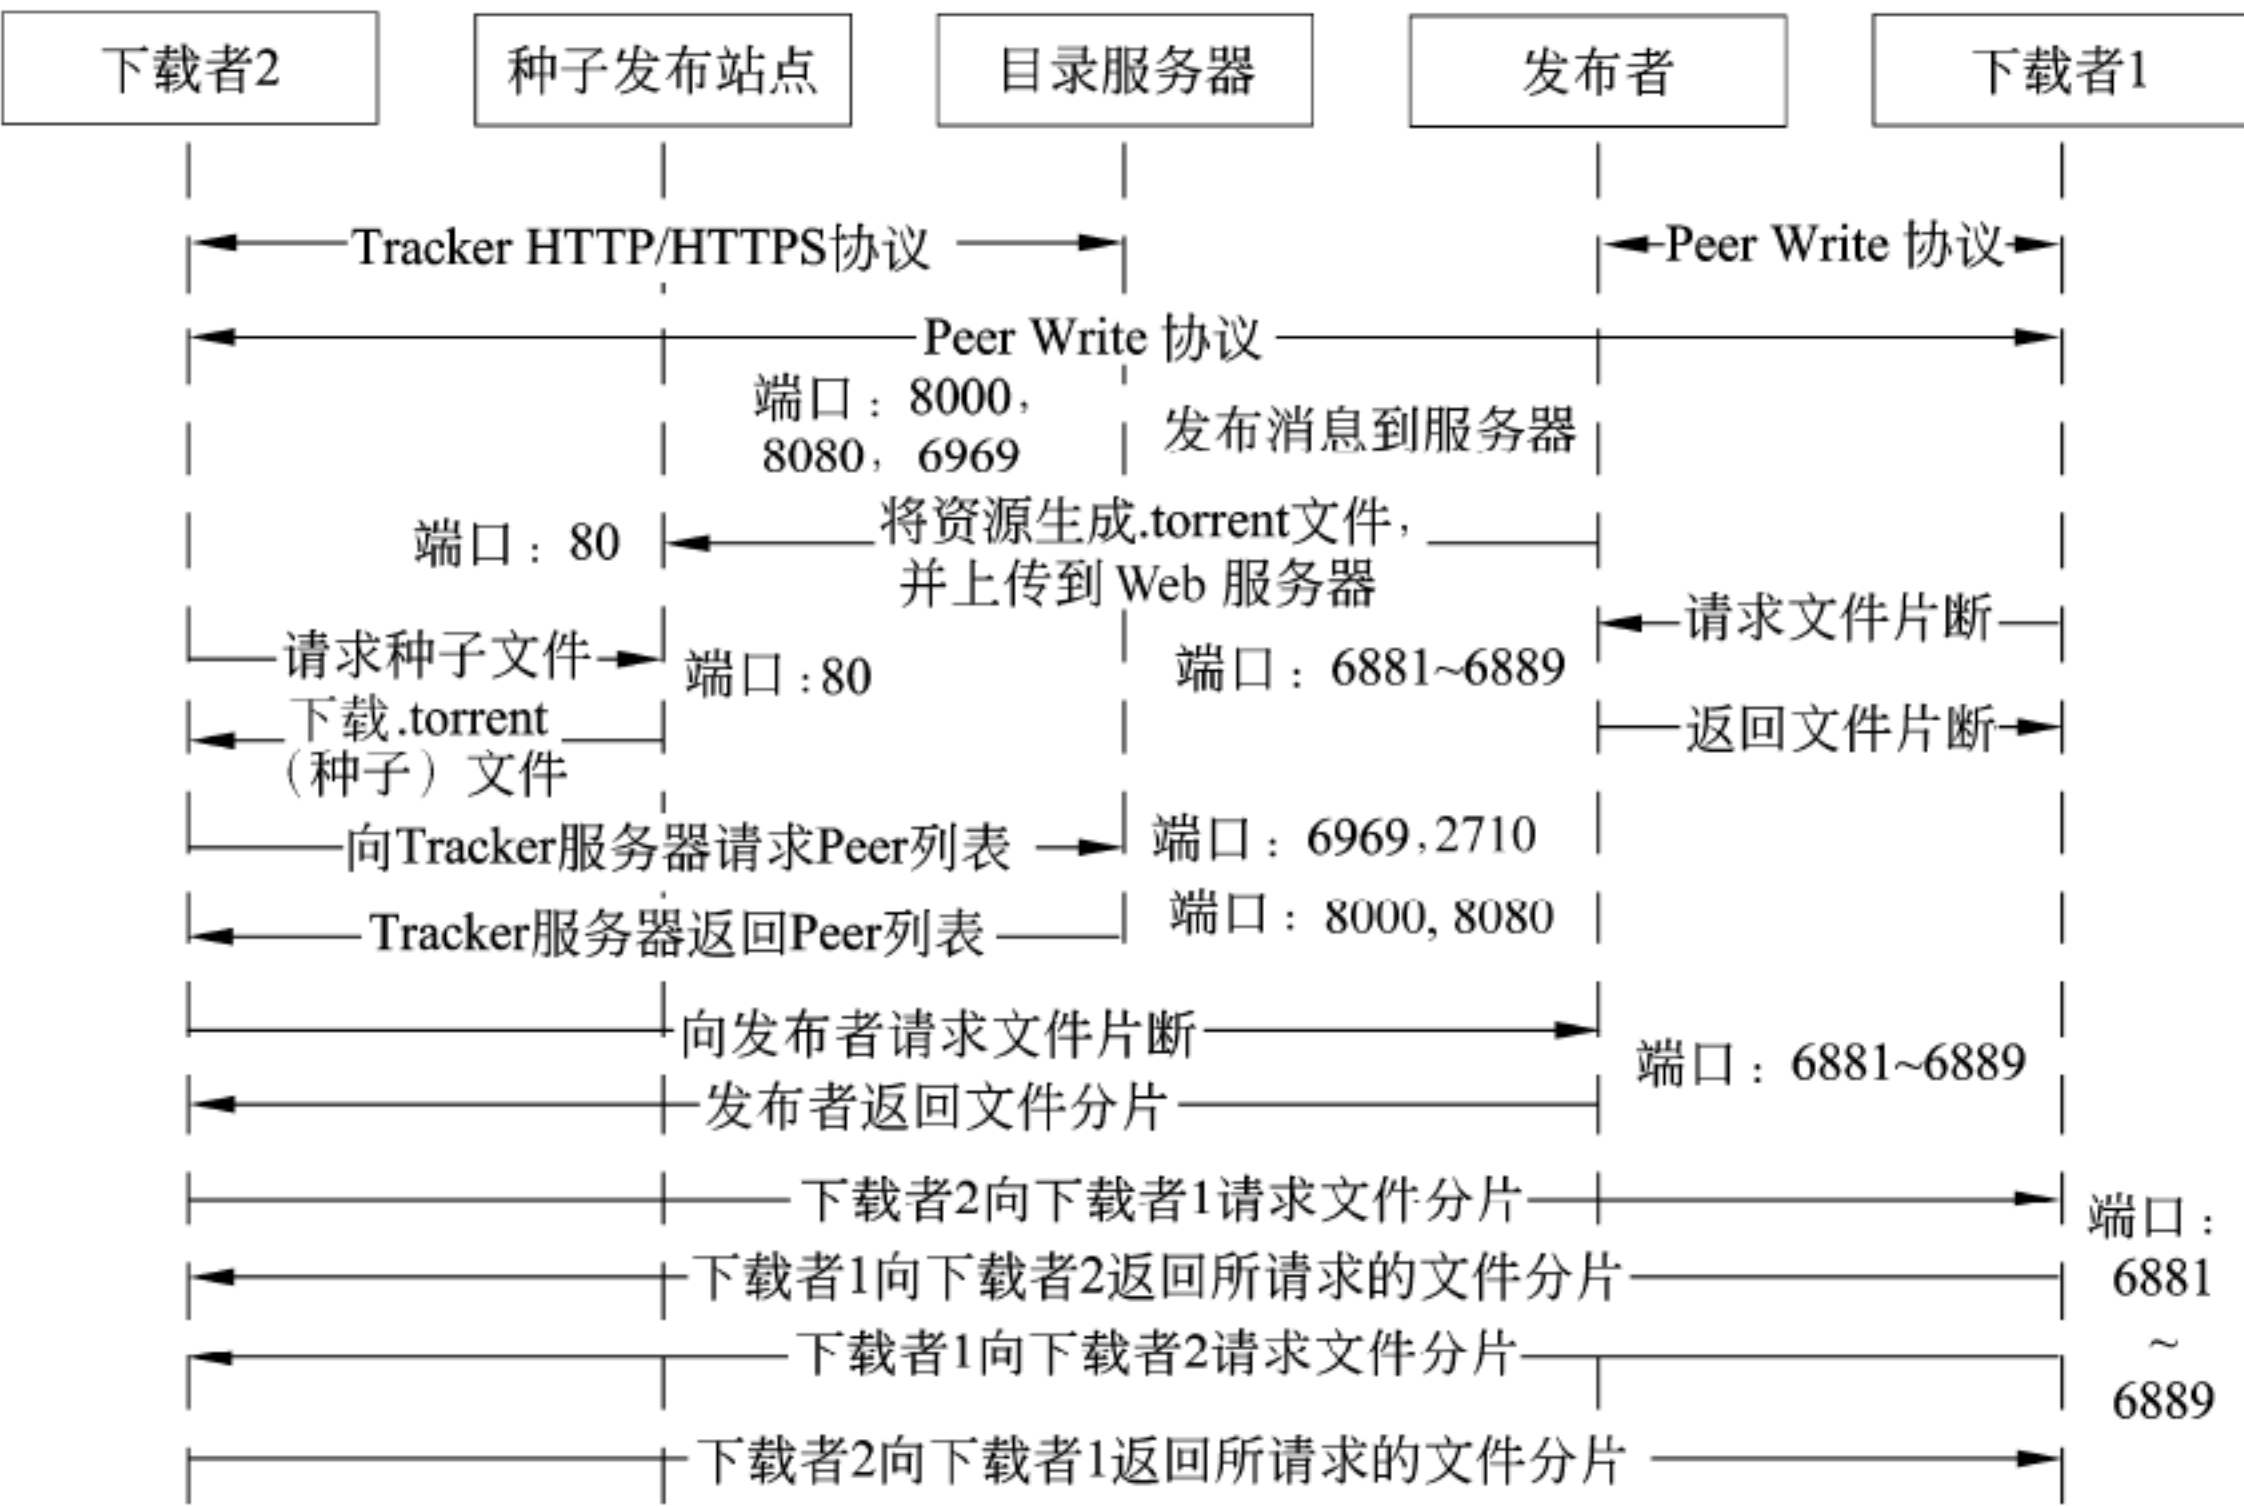 下载者2
种子发布站点
目录服务器
发布者
下载者1
Tracker HTTP/HTTPS协议
Peer Write 协议
Peer Write 协议
端口：8000，
8080，6969
发布消息到服务器
端口：80
将资源生成.torrent文件，
并上传到 Web 服务器
请求文件片断
请求种子文件
端口:80
端口：6881~6889
下载.torrent
（种子）文件
返回文件片断
向Tracker服务器请求Peer列表
端口：6969,2710
Tracker服务器返回Peer列表
端口：8000, 8080
向发布者请求文件片断
端口：6881~6889
发布者返回文件分片
下载者2向下载者1请求文件分片
端口：
6881
~
6889
下载者1向下载者2返回所请求的文件分片
下载者1向下载者2请求文件分片
下载者2向下载者1返回所请求的文件分片